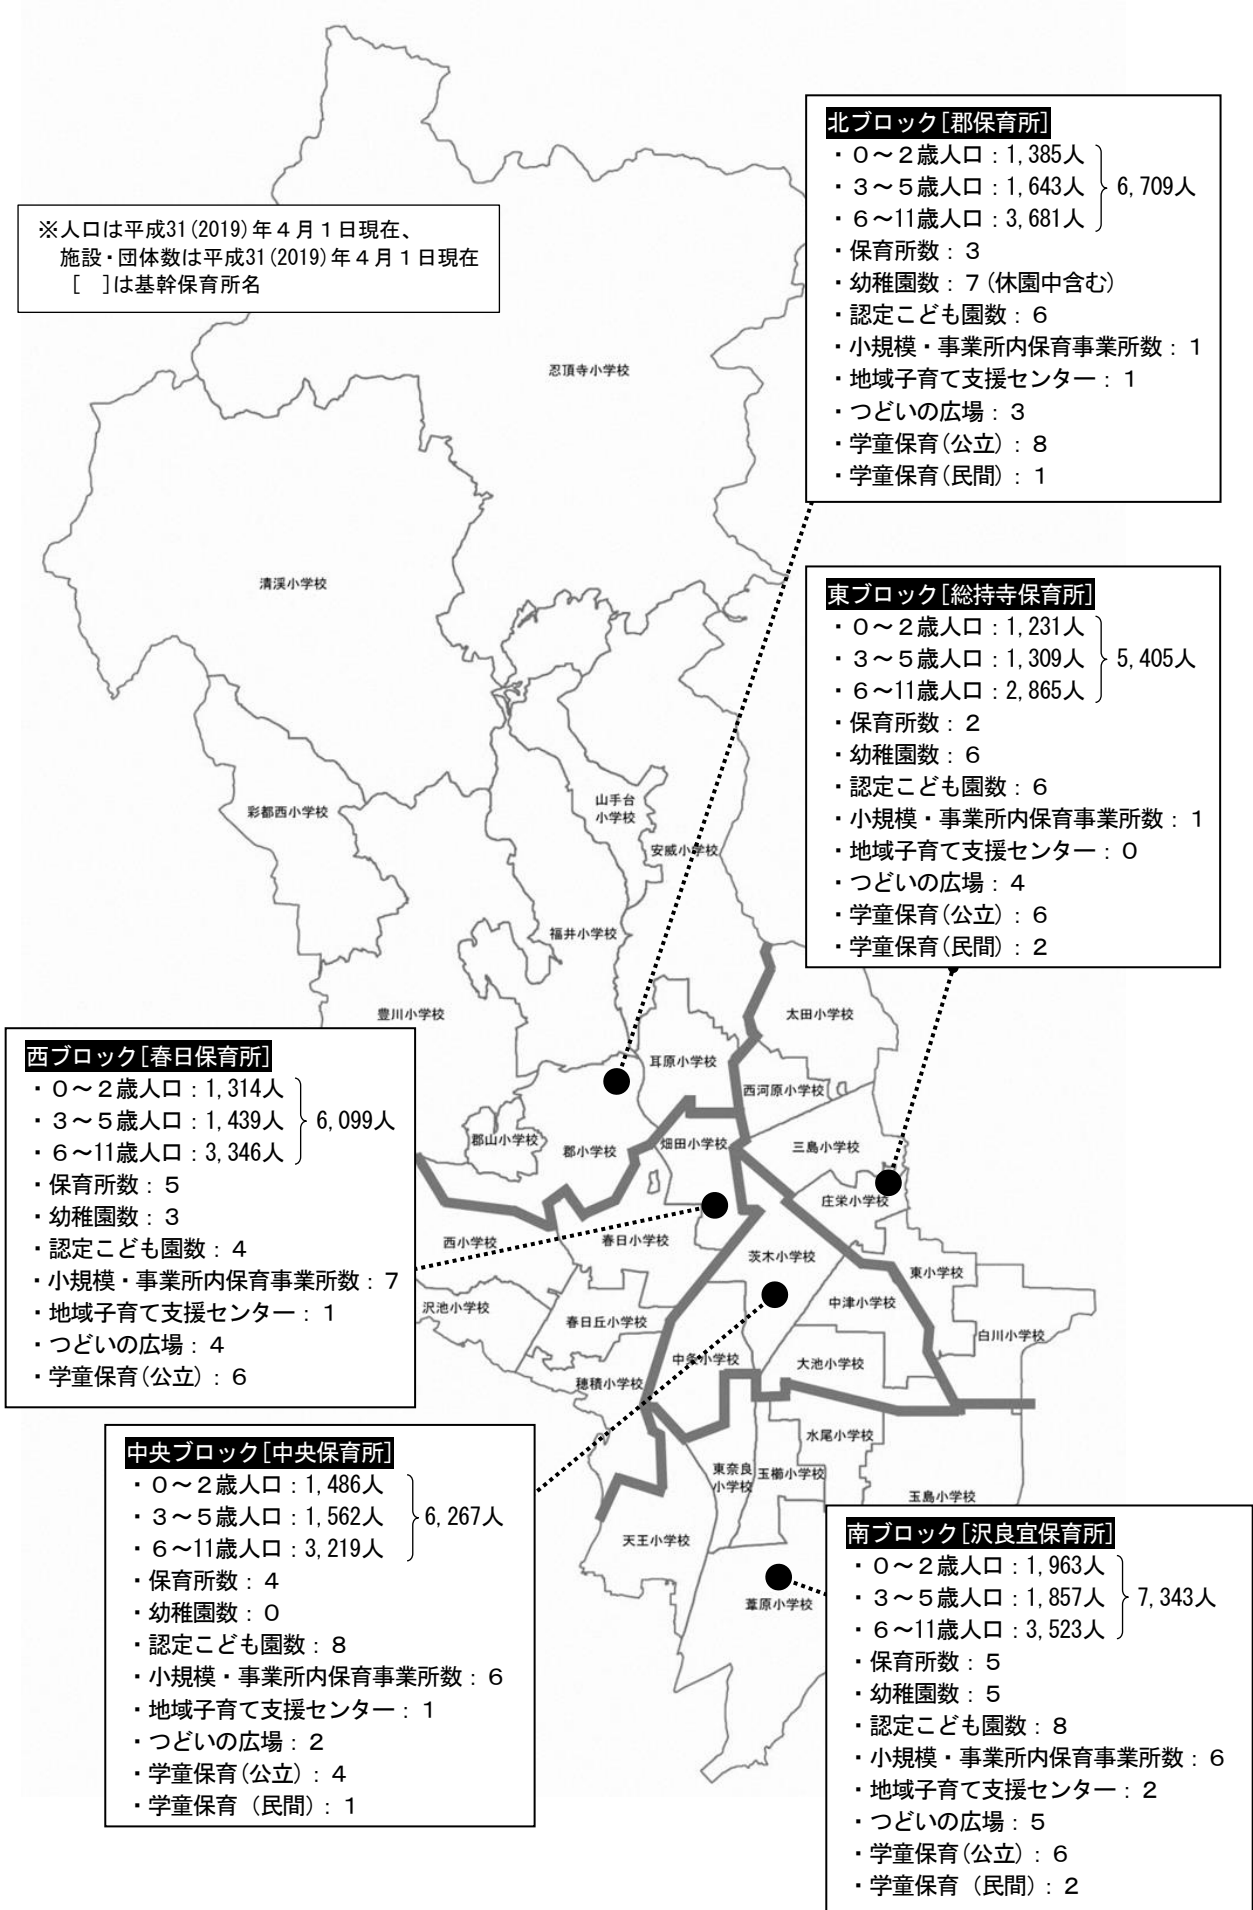 北ブロック[郡保育所]
・０～２歳人口：1,385人
・３～５歳人口：1,643人
6,709人
・６～11歳人口：3,681人
・保育所数：３
・幼稚園数：７(休園中含む)
・認定こども園数：６
・小規模・事業所内保育事業所数：１
・地域子育て支援センター：１
・つどいの広場：３
・学童保育(公立)：８
・学童保育(民間)：１
※人口は平成31(2019)年４月１日現在、
施設・団体数は平成31(2019)年４月１日現在
[　]は基幹保育所名
忍頂寺小学校
清渓小学校
東ブロック[総持寺保育所]
・０～２歳人口：1,231人
・３～５歳人口：1,309人
5,405人
・６～11歳人口：2,865人
・保育所数：２
・幼稚園数：６
・認定こども園数：６
・小規模・事業所内保育事業所数：１
・地域子育て支援センター：０
・つどいの広場：４
・学童保育(公立)：６
・学童保育(民間)：２
彩都西小学校
山手台
小学校
安威小学校
福井小学校
豊川小学校
太田小学校
耳原小学校
西河原小学校
郡山小学校
郡小学校
畑田小学校
三島小学校
庄栄小学校
西ブロック[春日保育所]
・０～２歳人口：1,314人
・３～５歳人口：1,439人
6,099人
・６～11歳人口：3,346人
・保育所数：５
・幼稚園数：３
・認定こども園数：４
・小規模・事業所内保育事業所数：７
・地域子育て支援センター：１
・つどいの広場：４
・学童保育(公立)：６
西小学校
春日小学校
茨木小学校
東小学校
沢池小学校
春日丘小学校
中津小学校
白川小学校
穂積小学校
中条小学校
大池小学校
水尾小学校
東奈良
小学校
玉櫛小学校
玉島小学校
天王小学校
葦原小学校
中央ブロック[中央保育所]
・０～２歳人口：1,486人
・３～５歳人口：1,562人
6,267人
・６～11歳人口：3,219人
・保育所数：４
・幼稚園数：０
・認定こども園数：８
・小規模・事業所内保育事業所数：６
・地域子育て支援センター：１
・つどいの広場：２
・学童保育(公立)：４
・学童保育（民間）：１
南ブロック[沢良宜保育所]
・０～２歳人口：1,963人
・３～５歳人口：1,857人
7,343人
・６～11歳人口：3,523人
・保育所数：５
・幼稚園数：５
・認定こども園数：８
・小規模・事業所内保育事業所数：６
・地域子育て支援センター：２
・つどいの広場：５
・学童保育(公立)：６
・学童保育（民間）：２